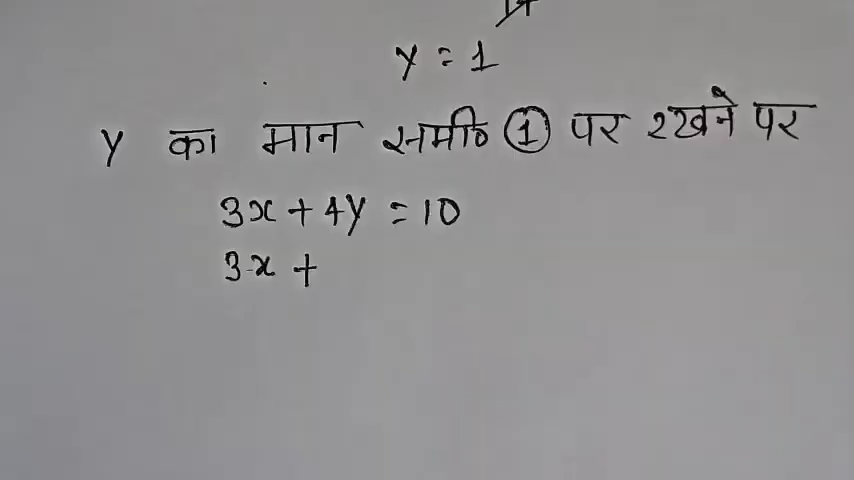 y = 1
y का मान समी० ① पर रखने पर
3x + 4y = 10
3x +